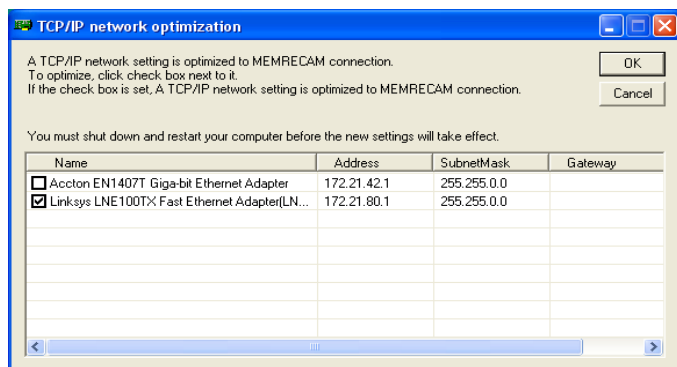 TCP/IP network optimization
A TCP/IP network setting is optimized to MEMRECAM connection.
To optimize, click check box next to it.
If the check box is set, A TCP/IP network setting is optimized to MEMRECAM connection.
OK
Cancel
You must shut down and restart your computer before the new settings will take effect.
Name Address SubnetMask Gateway
Accton EN1407T Giga-bit Ethernet Adapter 172.21.42.1 255.255.0.0
Linksys LNE100TX Fast Ethernet Adapter(LN... 172.21.80.1 255.255.0.0